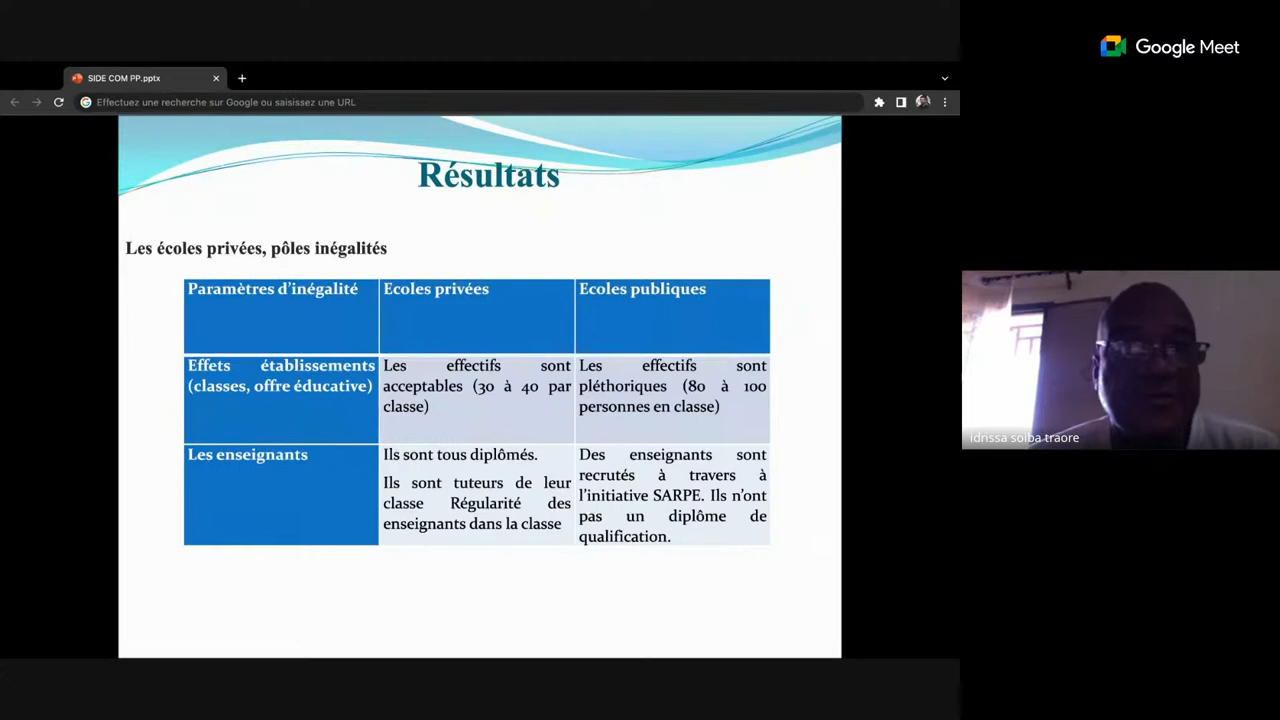 Google Meet
SIDE COM PP.pptx
Effectuez une recherche sur Google ou saisissez une URL
Résultats
Les écoles privées, pôles inégalités
Paramètres d’inégalité
Ecoles privées
Ecoles publiques
Effets établissements
(classes, offre éducative)
Les effectifs sont
acceptables (30 à 40 par
classe)
Les effectifs sont
pléthoriques (80 à 100
personnes en classe)
Les enseignants
Ils sont tous diplômés.
Ils sont tuteurs de leur
classe Régularité des
enseignants dans la classe
Des enseignants sont
recrutés à travers à
l’initiative SARPE. Ils n’ont
pas un diplôme de
qualification.
idrissa soiba traore